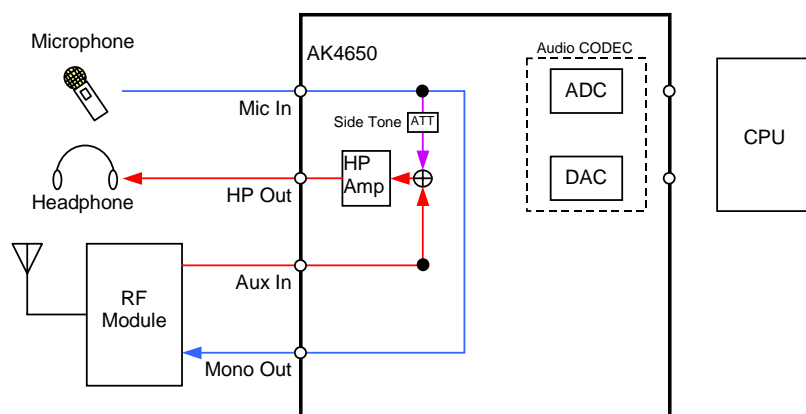 Microphone
AK4650
Audio CODEC
ADC
Mic In
Side Tone
ATT
CPU
HP
Amp
DAC
HP Out
Headphone
Aux In
RF
Module
Mono Out